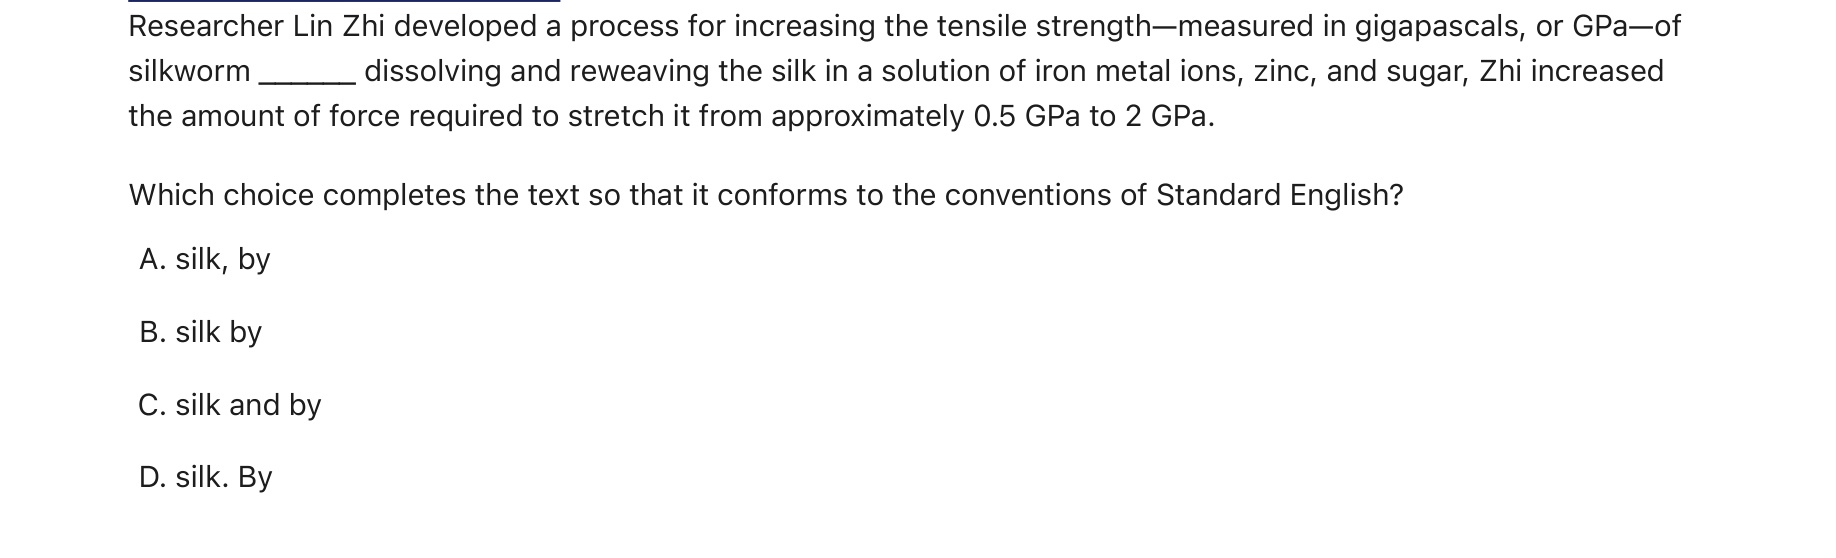 Researcher Lin Zhi developed a process for increasing the tensile strength—measured in gigapascals, or GPa—of
silkworm ______ dissolving and reweaving the silk in a solution of iron metal ions, zinc, and sugar, Zhi increased
the amount of force required to stretch it from approximately 0.5 GPa to 2 GPa.
Which choice completes the text so that it conforms to the conventions of Standard English?
A. silk, by
B. silk by
C. silk and by
D. silk. By